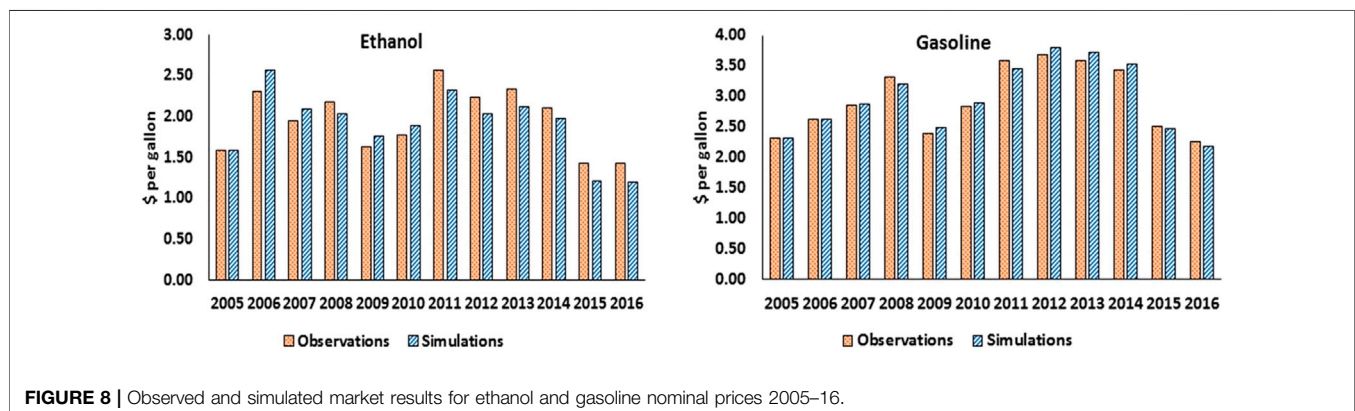 Ethanol
$ per gallon
3.00
2.50
2.00
1.50
1.00
0.50
0.00
2005 2006 2007 2008 2009 2010 2011 2012 2013 2014 2015 2016
Observations Simulations
Gasoline
$ per gallon
4.00
3.50
3.00
2.50
2.00
1.50
1.00
0.50
0.00
2005 2006 2007 2008 2009 2010 2011 2012 2013 2014 2015 2016
Observations Simulations
FIGURE 8 | Observed and simulated market results for ethanol and gasoline nominal prices 2005–16.